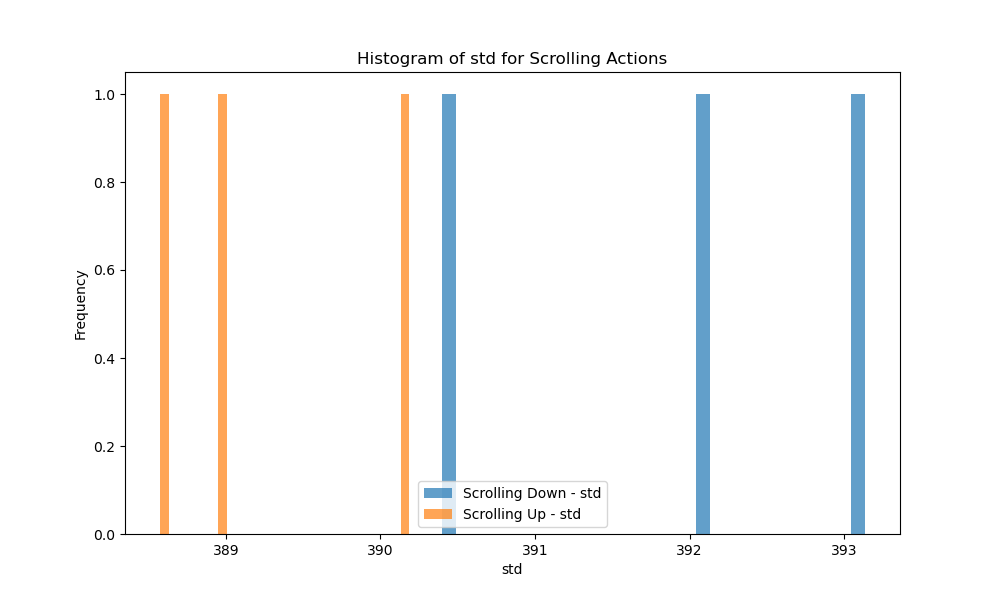 Histogram of std for Scrolling Actions
1.0
0.8
0.6
0.4
0.2
0.0
Frequency
389 390 391 392 393
std
Scrolling Down - std
Scrolling Up - std